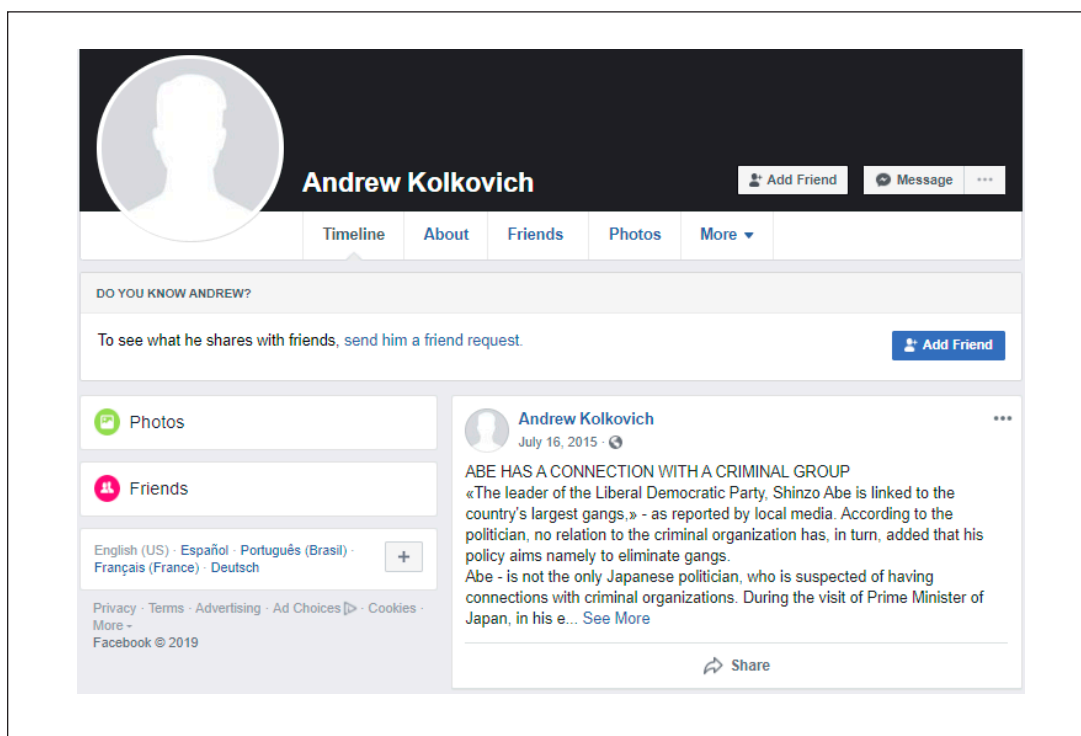 Andrew Kolkovich
Add Friend
Message
Timeline
About
Friends
Photos
More
DO YOU KNOW ANDREW?
To see what he shares with friends, send him a friend request.
Add Friend
Photos
Friends
English (US) · Español · Português (Brasil) ·
Français (France) · Deutsch
Privacy · Terms · Advertising · Ad Choices · Cookies ·
More
Facebook © 2019
Andrew Kolkovich
July 16, 2015 ·
ABE HAS A CONNECTION WITH A CRIMINAL GROUP
«The leader of the Liberal Democratic Party, Shinzo Abe is linked to the
country's largest gangs,» - as reported by local media. According to the
politician, no relation to the criminal organization has, in turn, added that his
policy aims namely to eliminate gangs.
Abe - is not the only Japanese politician, who is suspected of having
connections with criminal organizations. During the visit of Prime Minister of
Japan, in his e... See More
Share